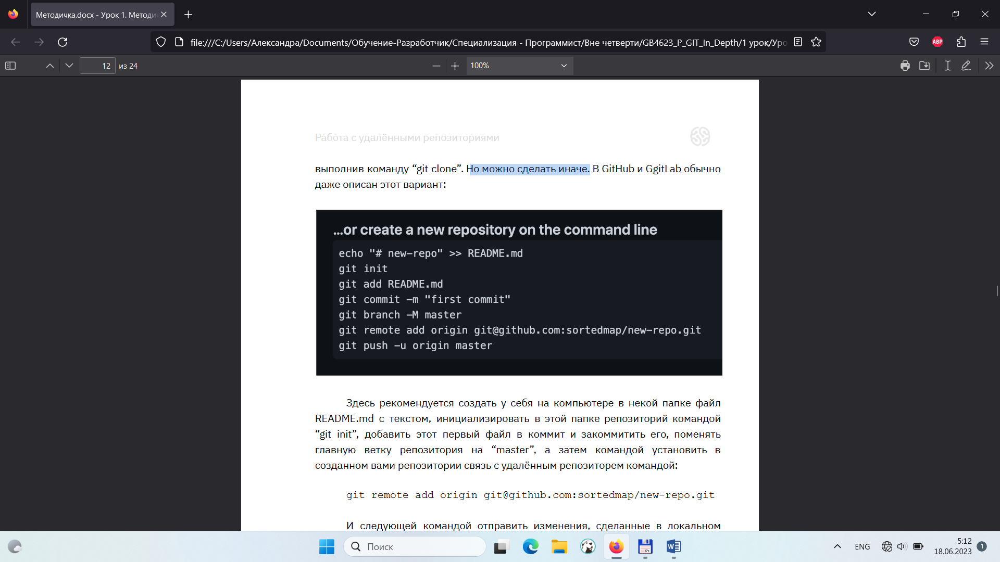 Методичка.docx - Урок 1. Методич
file:///C:/Users/Александра/Documents/Обучение-Разработчик/Специализация - Программист/Вне четверти/GB4623_P_GIT_In_Depth/1 урок/Уро
ABP
12 из 24
100%
Работа с удалёнными репозиториями
выполнив команду “git clone”. Но можно сделать иначе. В GitHub и GgitLab обычно
даже описан этот вариант:
…or create a new repository on the command line
echo "# new-repo" >> README.md
git init
git add README.md
git commit -m "first commit"
git branch -M master
git remote add origin git@github.com:sortedmap/new-repo.git
git push -u origin master
Здесь рекомендуется создать у себя на компьютере в некой папке файл
README.md с текстом, инициализировать в этой папке репозиторий командой
“git init”, добавить этот первый файл в коммит и закоммитить его, поменять
главную ветку репозитория на “master”, а затем командой установить в
созданном вами репозитории связь с удалённым репозиторем командой:
git remote add origin git@github.com:sortedmap/new-repo.git
И следующей командой отправить изменения, сделанные в локальном
Поиск
64
W
ENG
5:12
18.06.2023
1